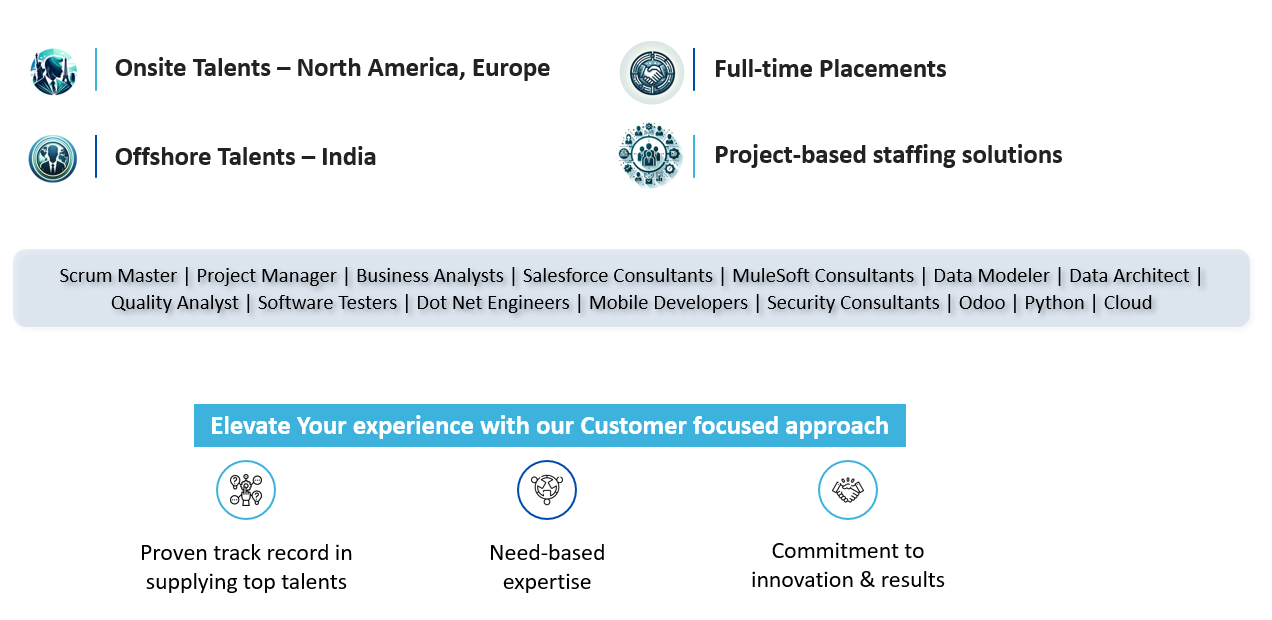 Onsite Talents – North America, Europe
Full-time Placements
Offshore Talents – India
Project-based staffing solutions
Scrum Master | Project Manager | Business Analysts | Salesforce Consultants | MuleSoft Consultants | Data Modeler | Data Architect |
Quality Analyst | Software Testers | Dot Net Engineers | Mobile Developers | Security Consultants | Odoo | Python | Cloud
Elevate Your experience with our Customer focused approach
Proven track record in
supplying top talents
Need-based
expertise
Commitment to
innovation & results